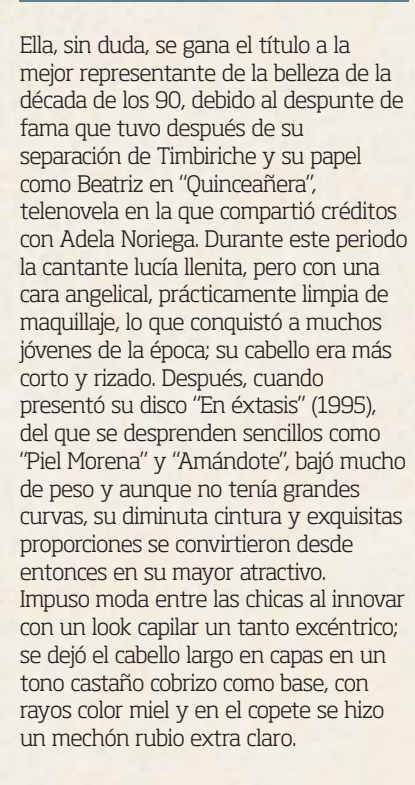 Ella, sin duda, se gana el título a la
mejor representante de la belleza de la
década de los 90, debido al despunte de
fama que tuvo después de su
separación de Timbiriche y su papel
como Beatriz en “Quinceañera”,
telenovela en la que compartió créditos
con Adela Noriega. Durante este periodo
la cantante lucía llenita, pero con una
cara angelical, prácticamente limpia de
maquillaje, lo que conquistó a muchos
jóvenes de la época; su cabello era más
corto y rizado. Después, cuando
presentó su disco “En éxtasis” (1995),
del que se desprenden sencillos como
“Piel Morena” y “Amándote”, bajó mucho
de peso y aunque no tenía grandes
curvas, su diminuta cintura y exquisitas
proporciones se convirtieron desde
entonces en su mayor atractivo.
Impuso moda entre las chicas al innovar
con un look capilar un tanto excéntrico;
se dejó el cabello largo en capas en un
tono castaño cobrizo como base, con
rayos color miel y en el copete se hizo
un mechón rubio extra claro.